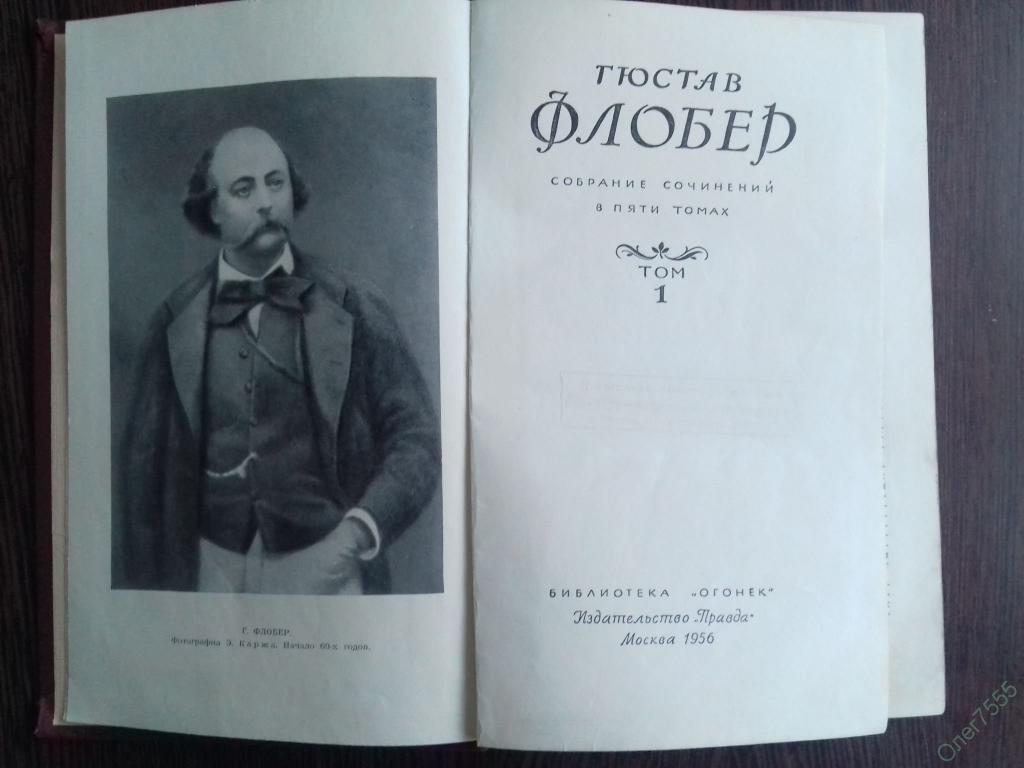 Г. ФЛОБЕР.
Фотография Э. Каржа. Начало 60-х годов.
ГЮСТАВ
ФЛОБЕР
СОБРАНИЕ СОЧИНЕНИЙ
В ПЯТИ ТОМАХ
ТОМ
1
БИБЛИОТЕКА „ОГОНЕК"
Издательство „Правда"
Москва 1956
Олег7555